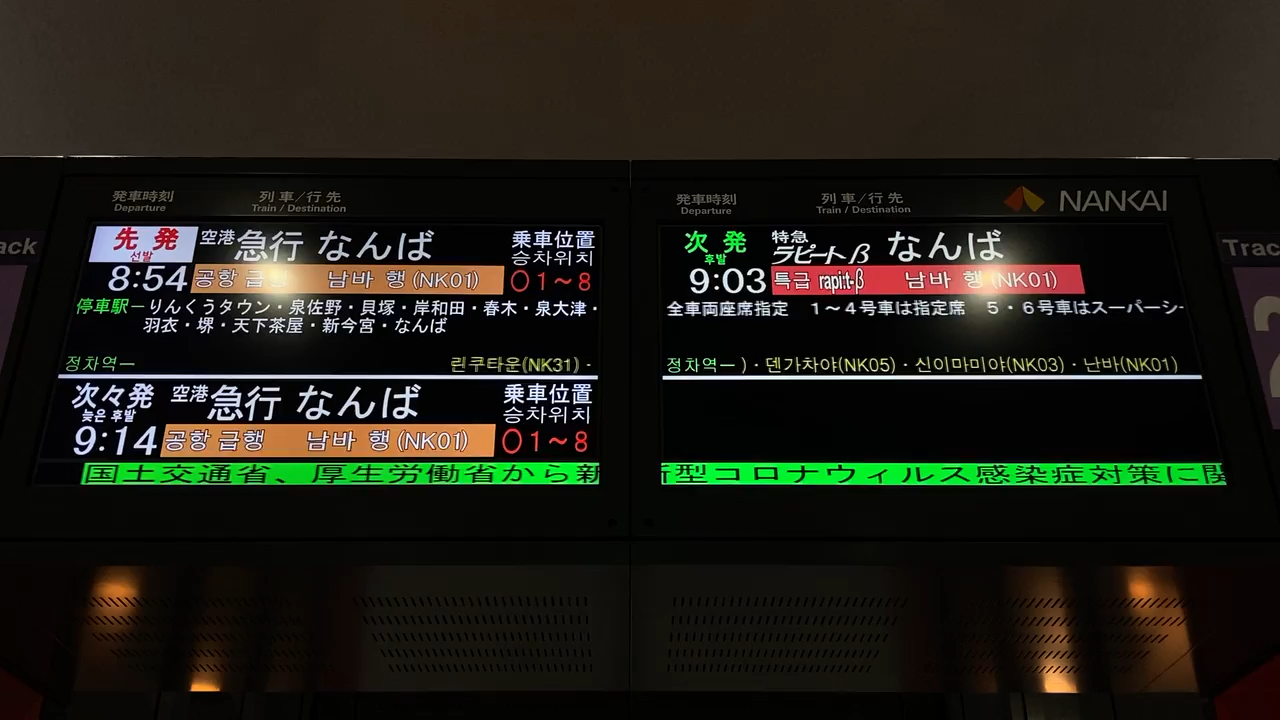 発車時刻 列車／行先
Departure Train / Destination
ack
先発 空港急行 なんば 乗車位置
선발 승차위치
8:54 공항 급행 남바 행 (NK01) ○1～8
停車駅ーりんくうタウン・泉佐野・貝塚・岸和田・春木・泉大津・
羽衣・堺・天下茶屋・新今宮・なんば
정차역ー 린쿠타운(NK31)・
次々発 空港急行 なんば 乗車位置
늦은 후발 승차위치
9:14 공항 급행 남바 행 (NK01) ○1～8
国土交通省、厚生労働省から新
発車時刻 列車／行先 NANKAI
Departure Train / Destination
Trac
2
次発 特急ラピートβ なんば
후발
9:03 특급 rapi:t-β 남바 행 (NK01)
全車両座席指定 1～4号車は指定席 5・6号車はスーパーシ
정차역ー )・덴가차야(NK05)・신이마미야(NK03)・난바(NK01)
新型コロナウィルス感染症対策に関